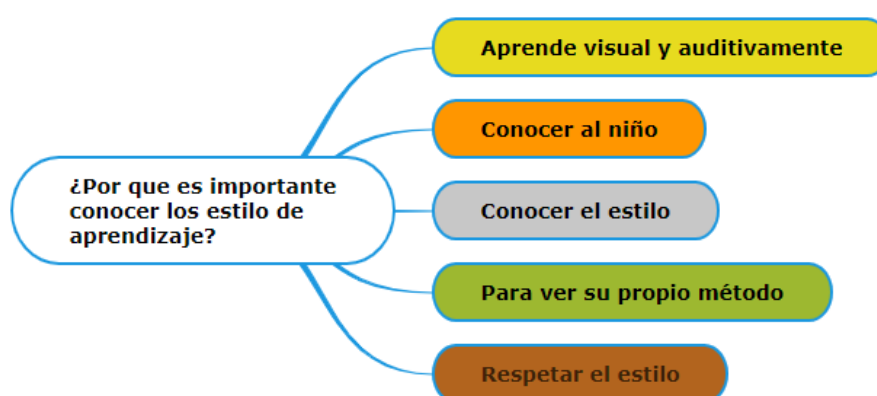 ¿Por que es importante
conocer los estilo de
aprendizaje?
Aprende visual y auditivamente
Conocer al niño
Conocer el estilo
Para ver su propio método
Respetar el estilo